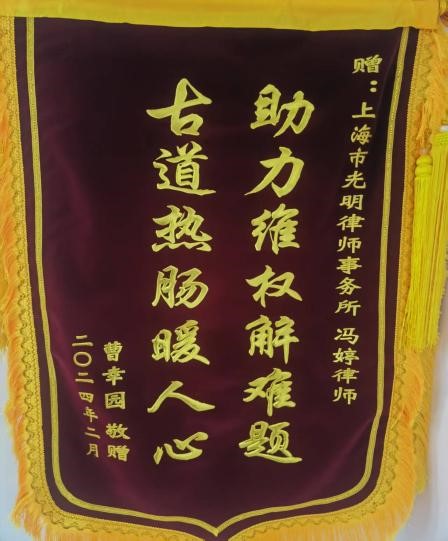 赠：上海市光明律师事务所 冯婷律师
助力维权解难题
古道热肠暖人心
曹幸园 敬赠
二〇二四年二月